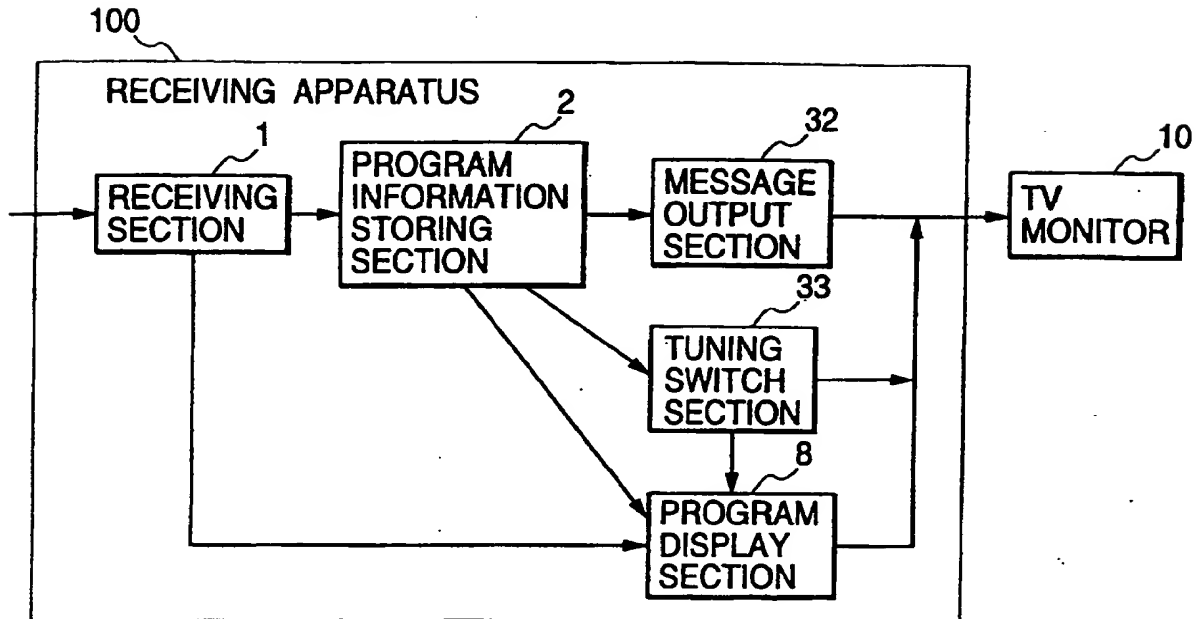 100
RECEIVING APPARATUS
1
RECEIVING
SECTION
2
PROGRAM
INFORMATION
STORING
SECTION
32
MESSAGE
OUTPUT
SECTION
10
TV
MONITOR
33
TUNING
SWITCH
SECTION
8
PROGRAM
DISPLAY
SECTION